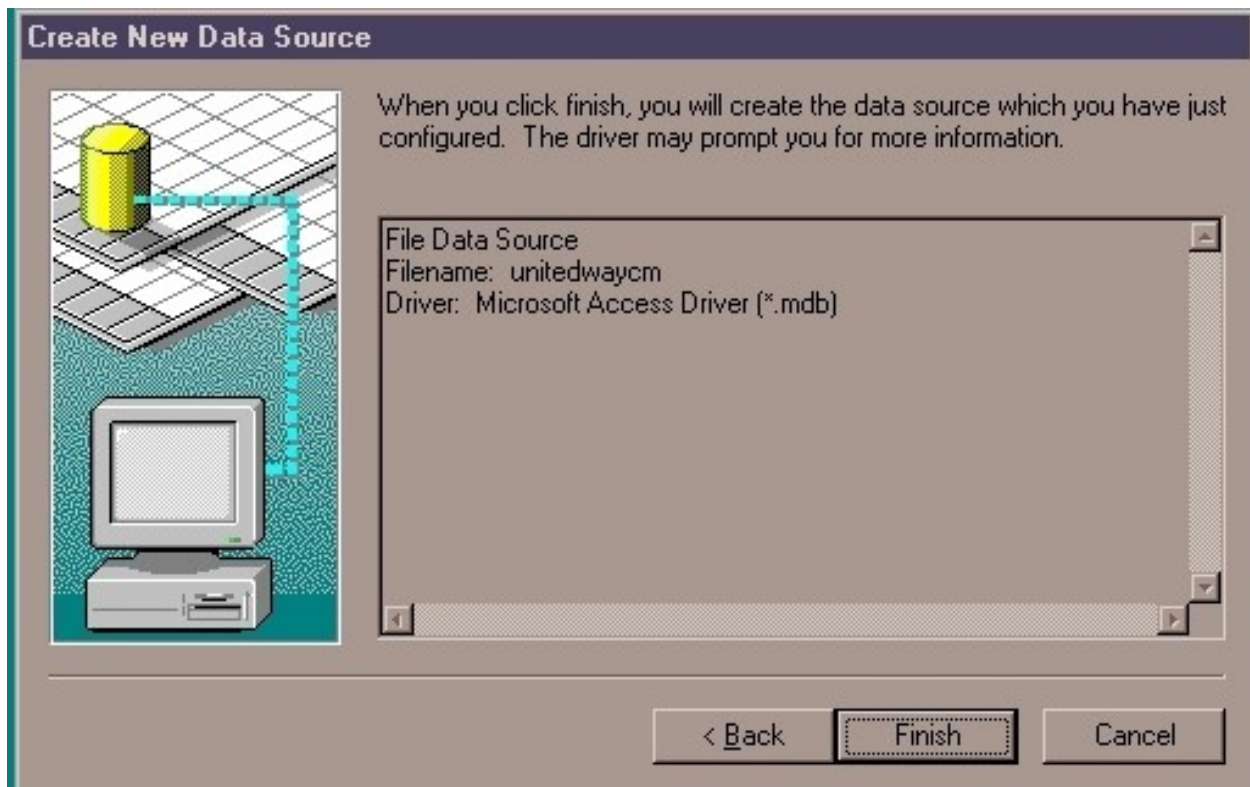 Create New Data Source
When you click finish, you will create the data source which you have just
configured. The driver may prompt you for more information.
File Data Source
Filename: unitedwaycm
Driver: Microsoft Access Driver (*.mdb)
< Back
Finish
Cancel